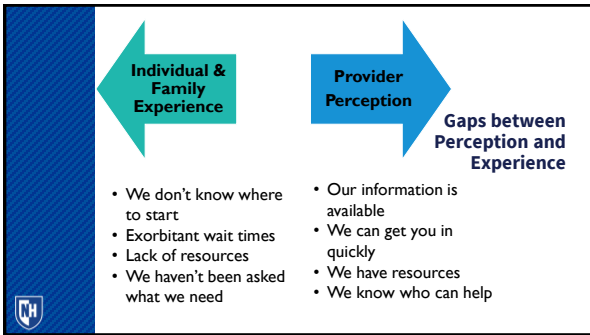 Individual &
Family
Experience
Provider
Perception
Gaps between
Perception and
Experience
• We don't know where
to start
• Exorbitant wait times
• Lack of resources
• We haven't been asked
what we need
• Our information is
available
• We can get you in
quickly
• We have resources
• We know who can help
NH